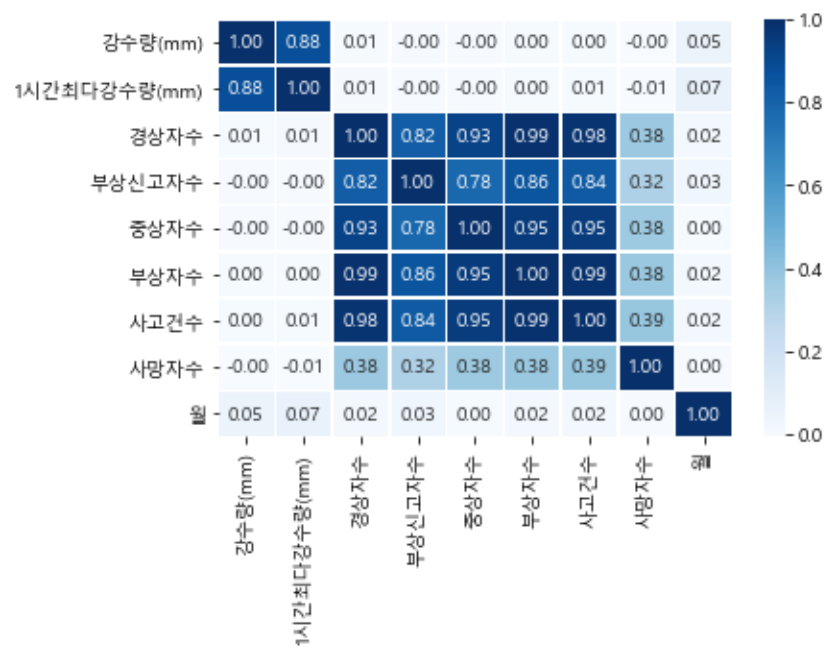 강수량(mm) 1.00 0.88 0.01 -0.00 -0.00 0.00 0.00 -0.00 0.05
1시간최다강수량(mm) 0.88 1.00 0.01 -0.00 -0.00 0.00 0.01 -0.01 0.07
경상자수 0.01 0.01 1.00 0.82 0.93 0.99 0.98 0.38 0.02
부상신고자수 -0.00 -0.00 0.82 1.00 0.78 0.86 0.84 0.32 0.03
중상자수 -0.00 -0.00 0.93 0.78 1.00 0.95 0.95 0.38 0.00
부상자수 0.00 0.00 0.99 0.86 0.95 1.00 0.99 0.38 0.02
사고건수 0.00 0.01 0.98 0.84 0.95 0.99 1.00 0.39 0.02
사망자수 -0.00 -0.01 0.38 0.32 0.38 0.38 0.39 1.00 0.00
월 0.05 0.07 0.02 0.03 0.00 0.02 0.02 0.00 1.00
강수량(mm)
1시간최다강수량(mm)
경상자수
부상신고자수
중상자수
부상자수
사고건수
사망자수
월
1.0
0.8
0.6
0.4
0.2
0.0